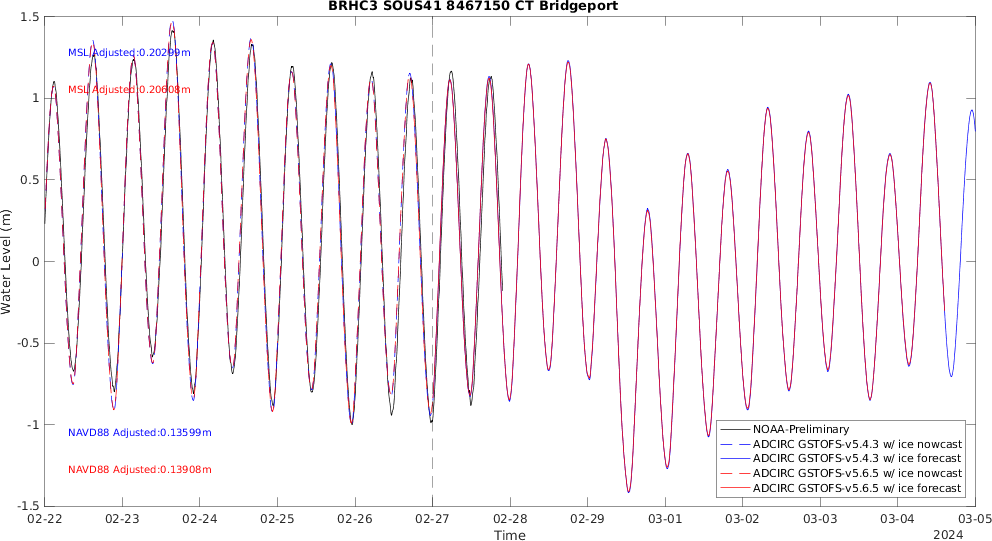 BRHC3 SOUS41 8467150 CT Bridgeport
1.5
1
0.5
0
-0.5
-1
-1.5
Water Level (m)
MSL Adjusted:0.20299m
MSL Adjusted:0.20608m
NAVD88 Adjusted:0.13599m
NAVD88 Adjusted:0.13908m
NOAA-Preliminary
ADCIRC GSTOFS-v5.4.3 w/ ice nowcast
ADCIRC GSTOFS-v5.4.3 w/ ice forecast
ADCIRC GSTOFS-v5.6.5 w/ ice nowcast
ADCIRC GSTOFS-v5.6.5 w/ ice forecast
02-22 02-23 02-24 02-25 02-26 02-27 02-28 02-29 03-01 03-02 03-03 03-04 03-05
Time
2024